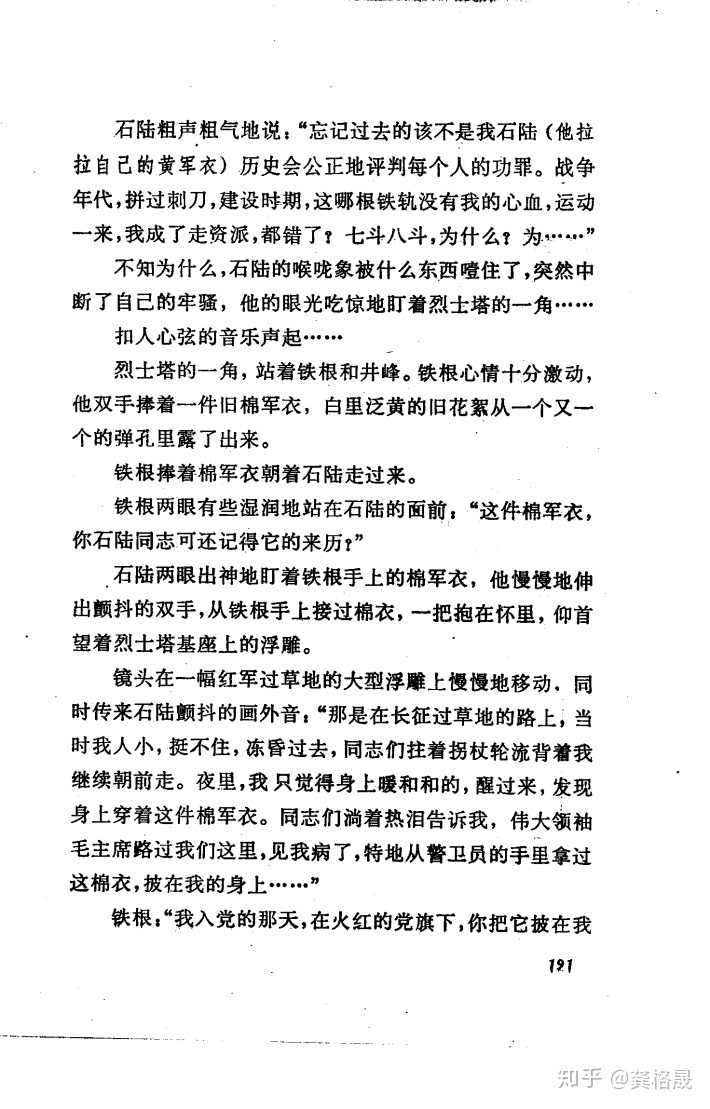 石陆粗声粗气地说：“忘记过去的该不是我石陆（他拉
拉自己的黄军衣）历史会公正地评判每个人的功罪。战争
年代，拼过刺刀，建设时期，这哪根铁轨没有我的心血，运动
一来，我成了走资派，都错了？七斗八斗，为什么？为……”
不知为什么，石陆的喉咙象被什么东西噎住了，突然中
断了自己的牢骚，他的眼光吃惊地盯着烈士塔的一角……
扣人心弦的音乐声起……
烈士塔的一角，站着铁根和井峰。铁根心情十分激动，
他双手捧着一件旧棉军衣，白里泛黄的旧花絮从一个又一
个的弹孔里露了出来。
铁根捧着棉军衣朝着石陆走过来。
铁根两眼有些湿润地站在石陆的面前：“这件棉军衣，
你石陆同志可还记得它的来历？”
石陆两眼出神地盯着铁根手上的棉军衣，他慢慢地伸
出颤抖的双手，从铁根手上接过棉衣，一把抱在怀里，仰首
望着烈士塔基座上的浮雕。
镜头在一幅红军过草地的大型浮雕上慢慢地移动，同
时传来石陆颤抖的画外音：“那是在长征过草地的路上，当
时我人小，挺不住，冻昏过去，同志们拄着拐杖轮流背着我
继续朝前走。夜里，我只觉得身上暖和和的，醒过来，发现
身上穿着这件棉军衣。同志们淌着热泪告诉我，伟大领袖
毛主席路过我们这里，见我病了，特地从警卫员的手里拿过
这棉衣，披在我的身上……”
铁根：“我入党的那天，在火红的党旗下，你把它披在我
191
知乎 @龚格晟